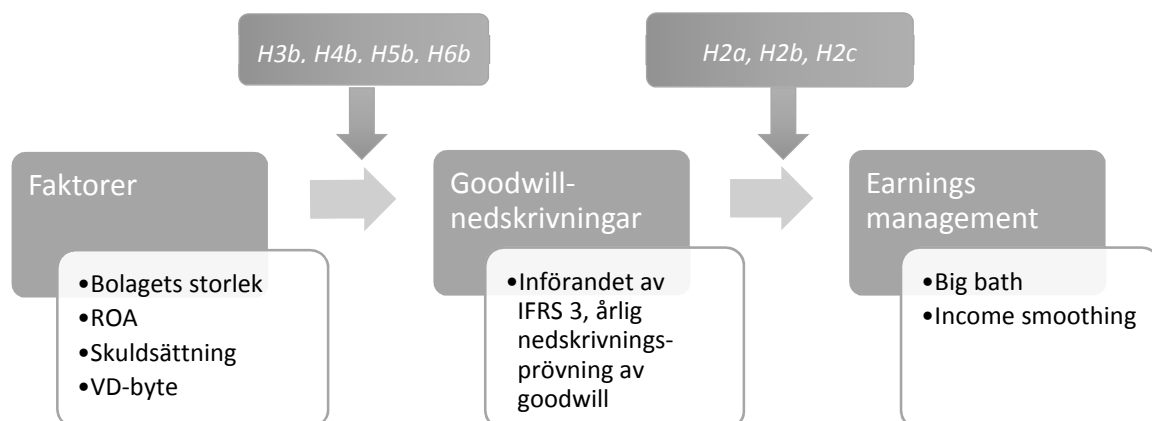 H3b, H4b, H5b, H6b
H2a, H2b, H2c
Faktorer
•Bolagets storlek
•ROA
•Skuldsättning
•VD-byte
Goodwill-
nedskrivningar
•Införandet av
IFRS 3, årlig
nedskrivnings-
prövning av
goodwill
Earnings
management
•Big bath
•Income smoothing